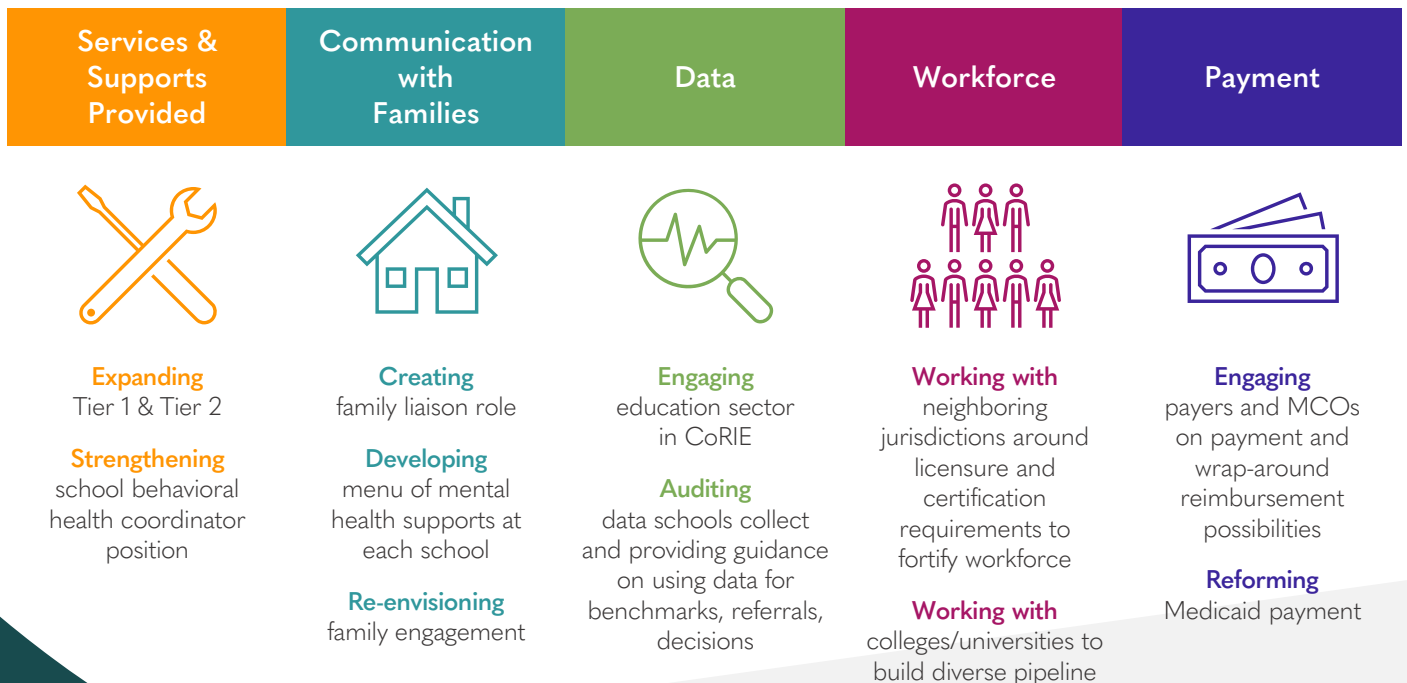 Services &
Supports
Provided
Communication
with
Families
Data
Workforce
Payment
Expanding
Tier 1 & Tier 2
Strengthening
school behavioral
health coordinator
position
Creating
family liaison role
Developing
menu of mental
health supports at
each school
Re-envisioning
family engagement
Engaging
education sector
in CoRIE
Auditing
data schools collect
and providing guidance
on using data for
benchmarks, referrals,
decisions
Working with
neighboring
jurisdictions around
licensure and
certification
requirements to
fortify workforce
Working with
colleges/universities to
build diverse pipeline
Engaging
payers and MCOs
on payment and
wrap-around
reimbursement
possibilities
Reforming
Medicaid payment